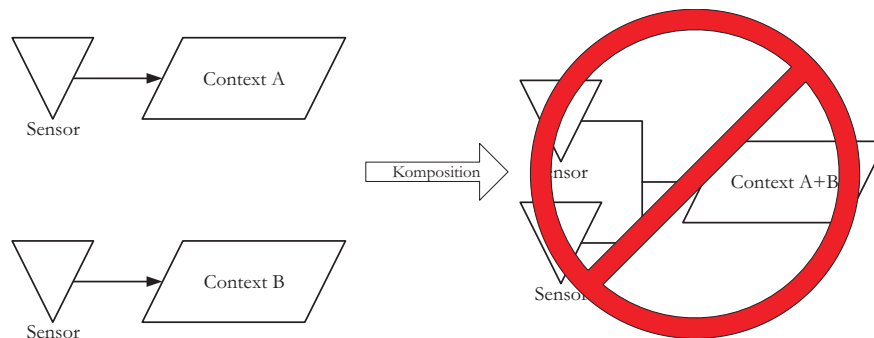 Context A
Sensor
Komposition
Sensor
Context A+B
Context B
Sensor
Sensor